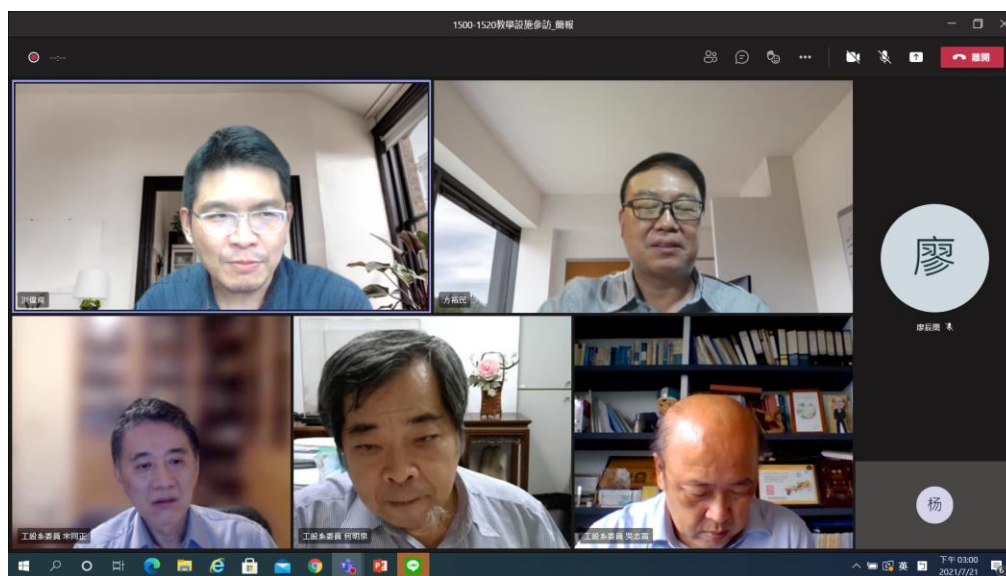 1500-1520教學設施參訪_簡報
--:--
離開
方裕民
廖
工設系委員 宋同正
工設系委員 何明泉
工設系委員 吳志富
杨
英
下午 03:00
2021/7/21